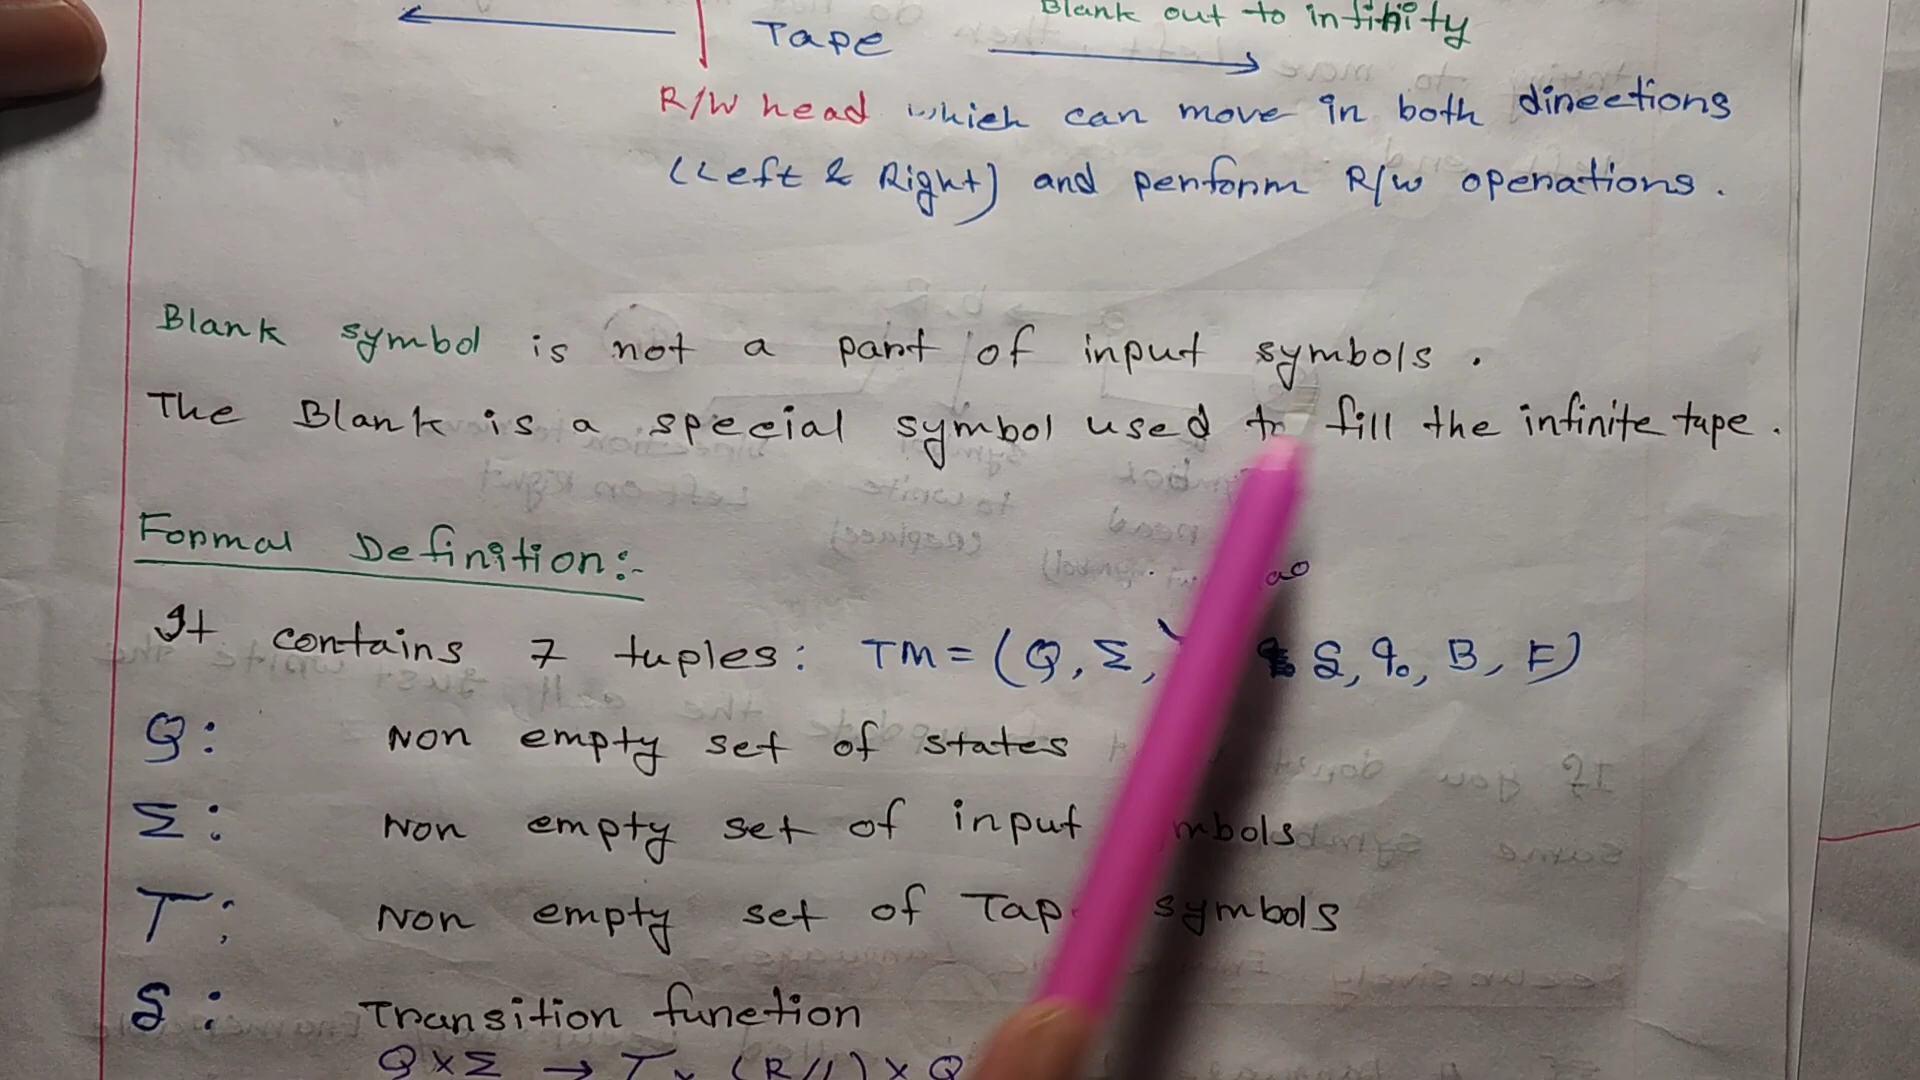 Blank out to infinity
Tape
R/W head which can move in both directions
(Left & Right) and perform R/W operations.
Blank symbol is not a part of input symbols.
The Blank is a special symbol used to fill the infinite tape.
Formal Definition:-
It contains 7 tuples: TM = (Q, Σ, δ, q₀, B, F)
Q: Non empty set of states
Σ: Non empty set of input symbols
T: Non empty set of Tape symbols
δ: Transition function
Q×Σ → T× (R/L)×Q